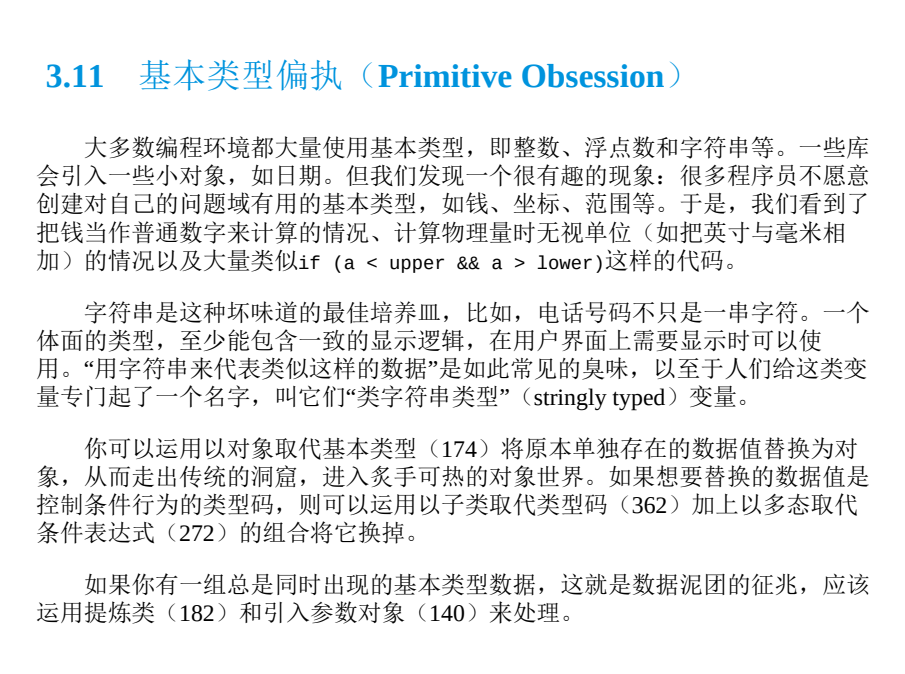 3.11 基本类型偏执（Primitive Obsession）
大多数编程环境都大量使用基本类型，即整数、浮点数和字符串等。一些库
会引入一些小对象，如日期。但我们发现一个很有趣的现象：很多程序员不愿意
创建对自己的问题域有用的基本类型，如钱、坐标、范围等。于是，我们看到了
把钱当作普通数字来计算的情况、计算物理量时无视单位（如把英寸与毫米相
加）的情况以及大量类似if (a < upper && a > lower)这样的代码。
字符串是这种坏味道的最佳培养皿，比如，电话号码不只是一串字符。一个
体面的类型，至少能包含一致的显示逻辑，在用户界面上需要显示时可以使
用。“用字符串来代表类似这样的数据”是如此常见的臭味，以至于人们给这类变
量专门起了一个名字，叫它们“类字符串类型”（stringly typed）变量。
你可以运用以对象取代基本类型（174）将原本单独存在的数据值替换为对
象，从而走出传统的洞窟，进入炙手可热的对象世界。如果想要替换的数据值是
控制条件行为的类型码，则可以运用以子类取代类型码（362）加上以多态取代
条件表达式（272）的组合将它换掉。
如果你有一组总是同时出现的基本类型数据，这就是数据泥团的征兆，应该
运用提炼类（182）和引入参数对象（140）来处理。